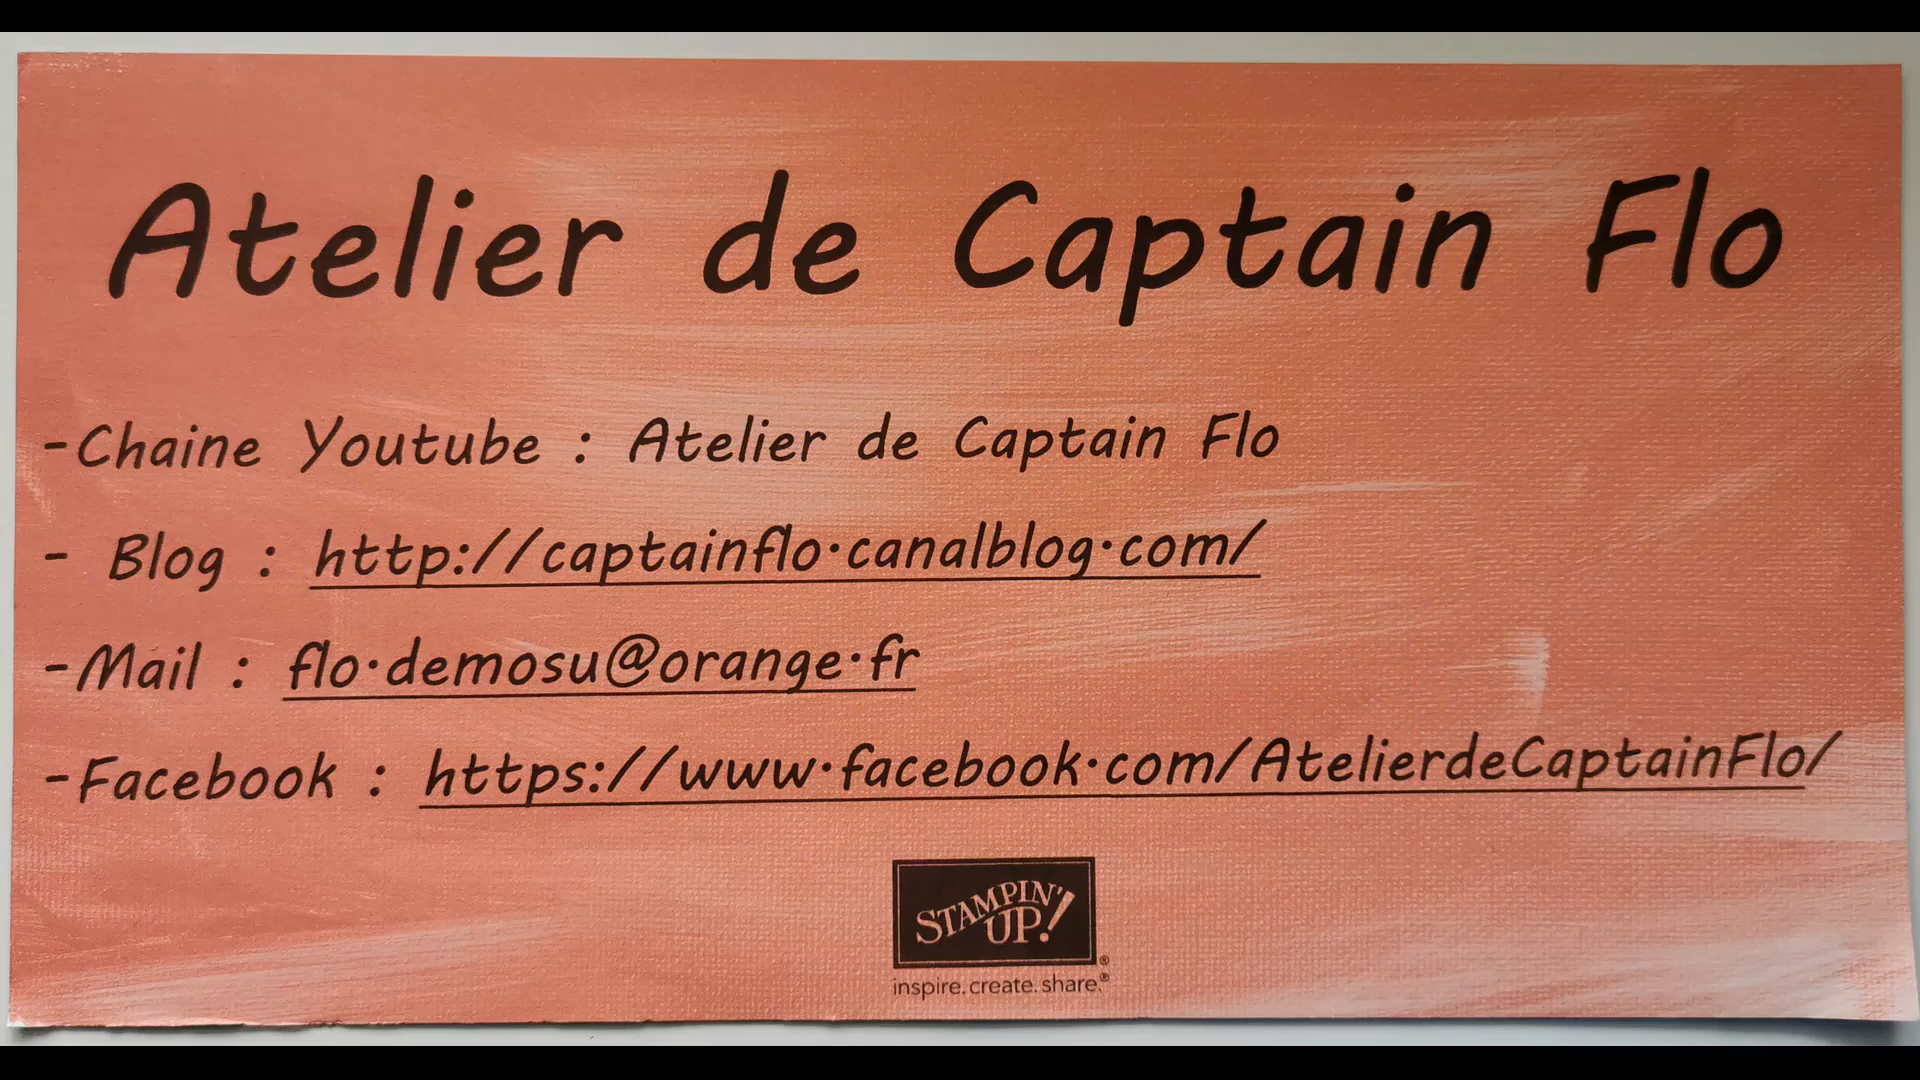 Atelier de Captain Flo
-Chaine Youtube : Atelier de Captain Flo
- Blog : http://captainflo.canalblog.com/
-Mail : flo.demosu@orange.fr
-Facebook : https://www.facebook.com/AtelierdeCaptainFlo/
STAMPIN' UP!®
inspire.create.share.®